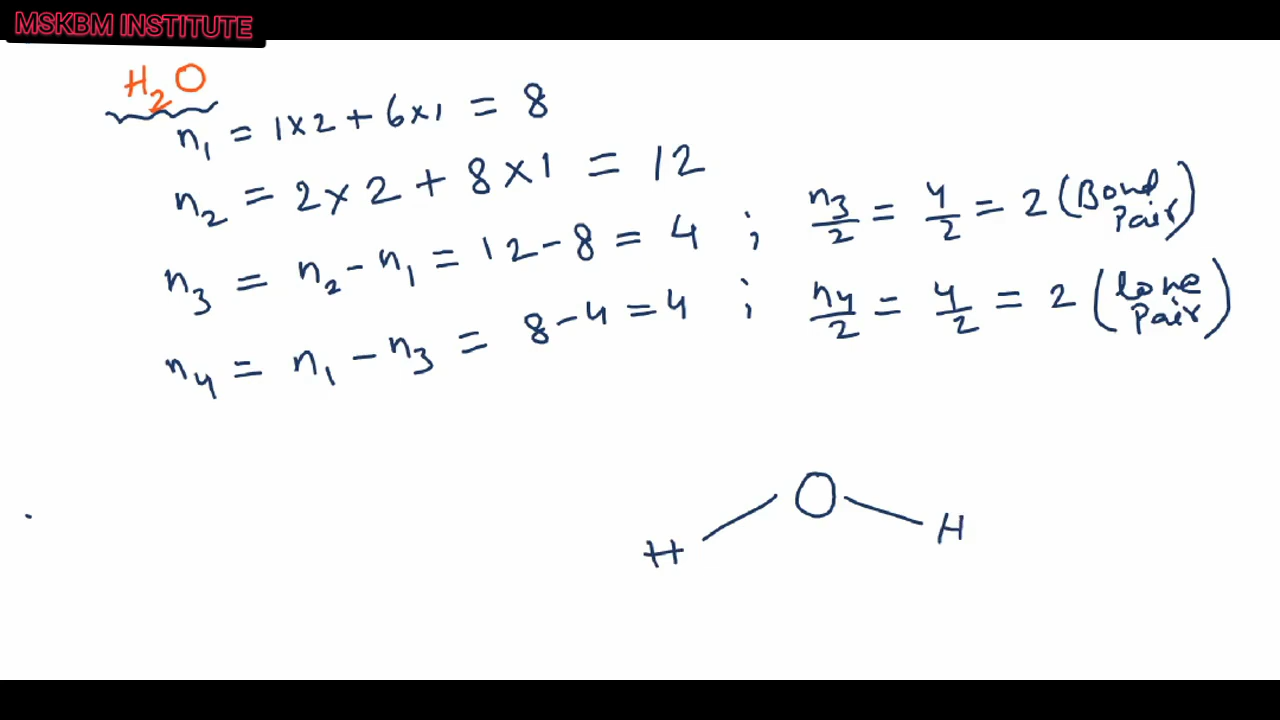 MSKBM INSTITUTE
H₂O
n₁ = 1×2 + 6×1 = 8
n₂ = 2×2 + 8×1 = 12
n₃ = n₂ - n₁ = 12 - 8 = 4 ; n₃/2 = 4/2 = 2 (Bond Pair)
n₄ = n₁ - n₃ = 8 - 4 = 4 ; n₄/2 = 4/2 = 2 (lone Pair)
H O H